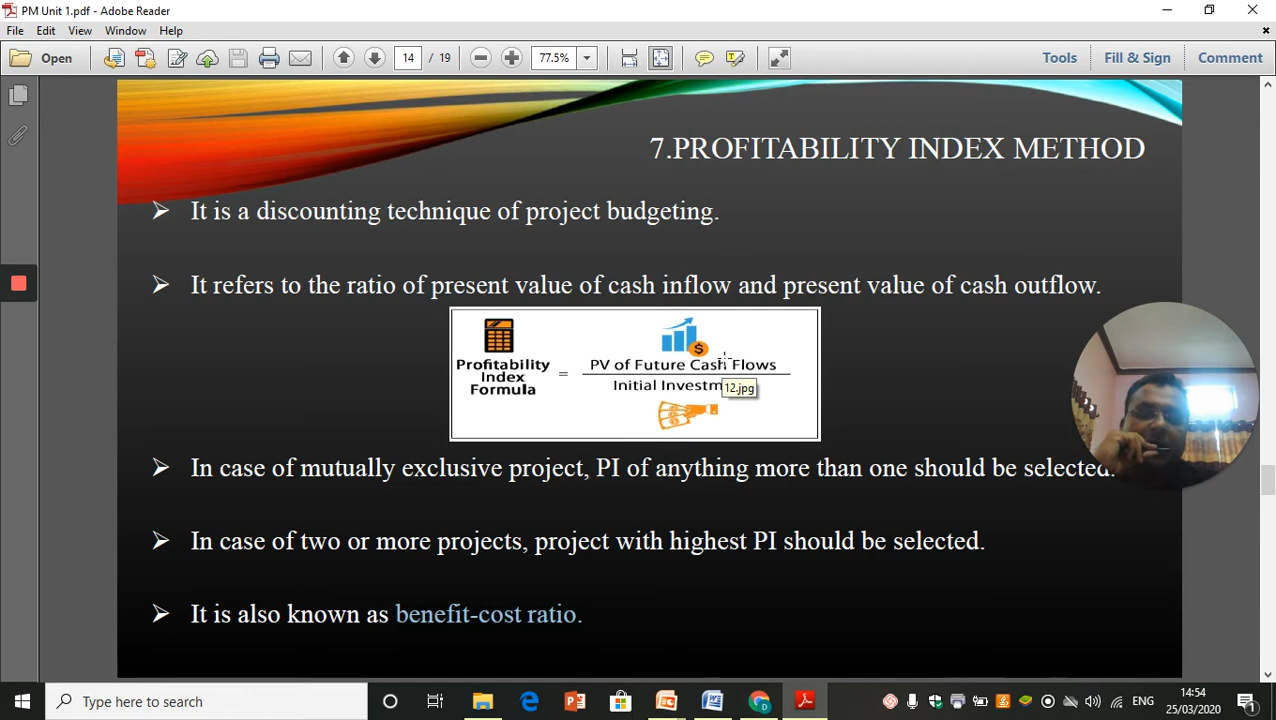 PM Unit 1.pdf - Adobe Reader
File Edit View Window Help
Open 14 / 19 77.5% Tools Fill & Sign Comment
7.PROFITABILITY INDEX METHOD
It is a discounting technique of project budgeting.
It refers to the ratio of present value of cash inflow and present value of cash outflow.
Profitability
Index
Formula
=
PV of Future Cash Flows
Initial Investm
12.jpg
In case of mutually exclusive project, PI of anything more than one should be selected.
In case of two or more projects, project with highest PI should be selected.
It is also known as benefit-cost ratio.
Type here to search
ENG
14:54
25/03/2020